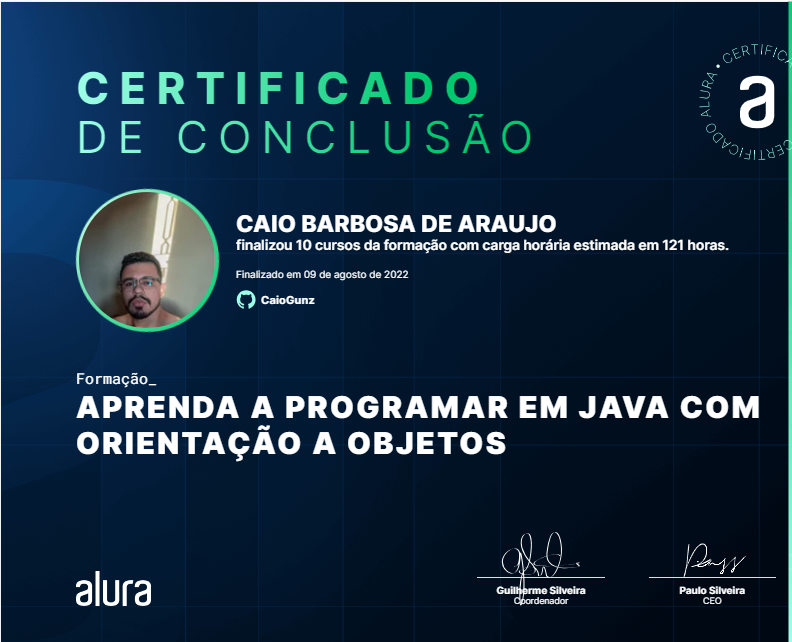 CERTIFICADO
DE CONCLUSÃO
CERTIFICADO ALURA • CERTIFICA
a
CAIO BARBOSA DE ARAUJO
finalizou 10 cursos da formação com carga horária estimada em 121 horas.
Finalizado em 09 de agosto de 2022
CaioGunz
Formação_
APRENDA A PROGRAMAR EM JAVA COM
ORIENTAÇÃO A OBJETOS
alura
Guilherme Silveira
Coordenador
Paulo Silveira
CEO